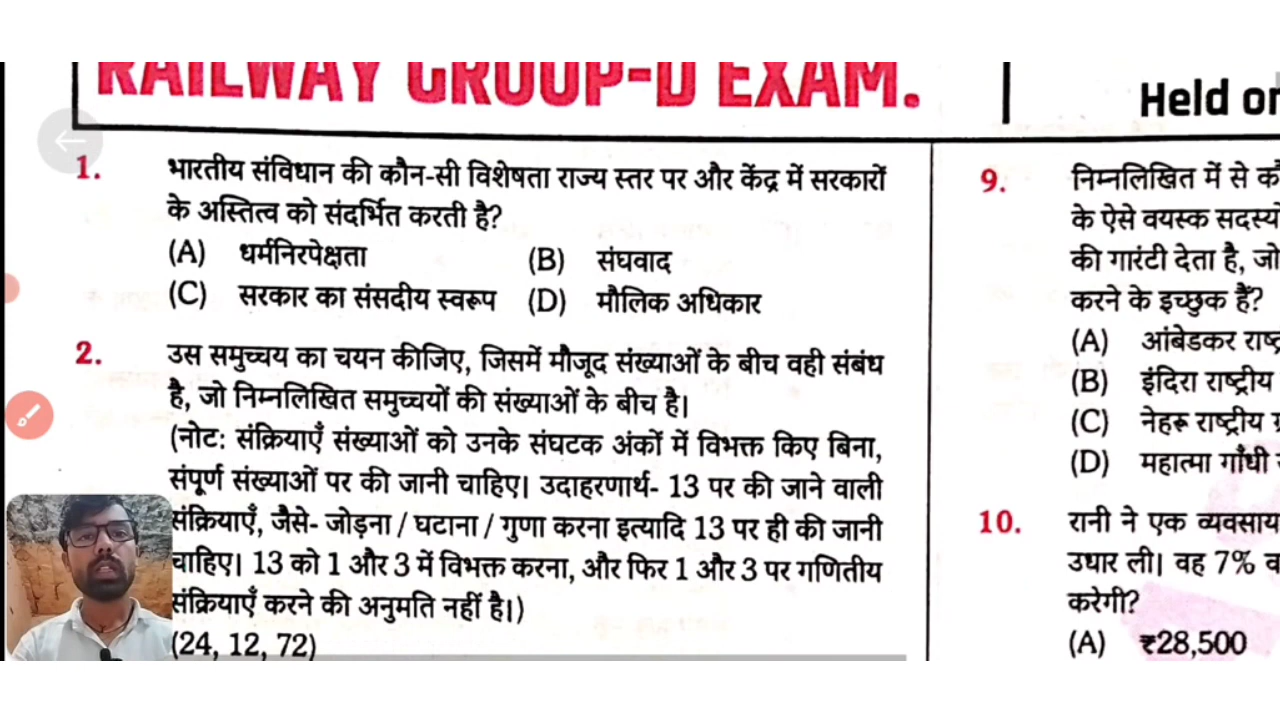 RAILWAY GROUP-D EXAM.
Held on
1. भारतीय संविधान की कौन-सी विशेषता राज्य स्तर पर और केंद्र में सरकारों
के अस्तित्व को संदर्भित करती है?
(A) धर्मनिरपेक्षता (B) संघवाद
(C) सरकार का संसदीय स्वरूप (D) मौलिक अधिकार
2. उस समुच्चय का चयन कीजिए, जिसमें मौजूद संख्याओं के बीच वही संबंध
है, जो निम्नलिखित समुच्चयों की संख्याओं के बीच है।
(नोट: संक्रियाएँ संख्याओं को उनके संघटक अंकों में विभक्त किए बिना,
संपूर्ण संख्याओं पर की जानी चाहिए। उदाहरणार्थ- 13 पर की जाने वाली
संक्रियाएँ, जैसे- जोड़ना / घटाना / गुणा करना इत्यादि 13 पर ही की जानी
चाहिए। 13 को 1 और 3 में विभक्त करना, और फिर 1 और 3 पर गणितीय
संक्रियाएँ करने की अनुमति नहीं है।)
(24, 12, 72)
9. निम्नलिखित में से
के ऐसे वयस्क
की गारंटी देता है, जो
करने के इच्छुक हैं?
(A) आंबेडकर
(B) इंदिरा राष्ट्रीय
(C) नेहरू राष्ट्रीय
(D) महात्मा गाँधी
10. रानी ने एक व्यवसाय
उधार ली। वह 7%
करेगी?
(A) ₹28,500